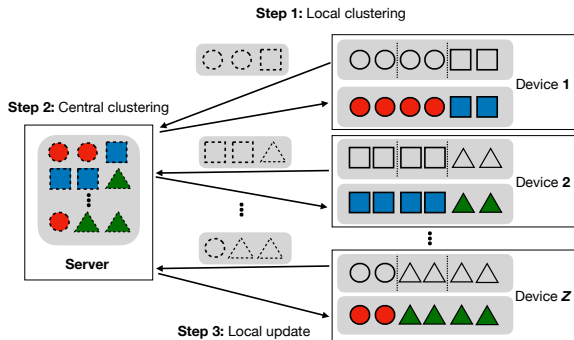 Step 1: Local clustering
Device 1
Step 2: Central clustering
Device 2
Server
Device Z
Step 3: Local update